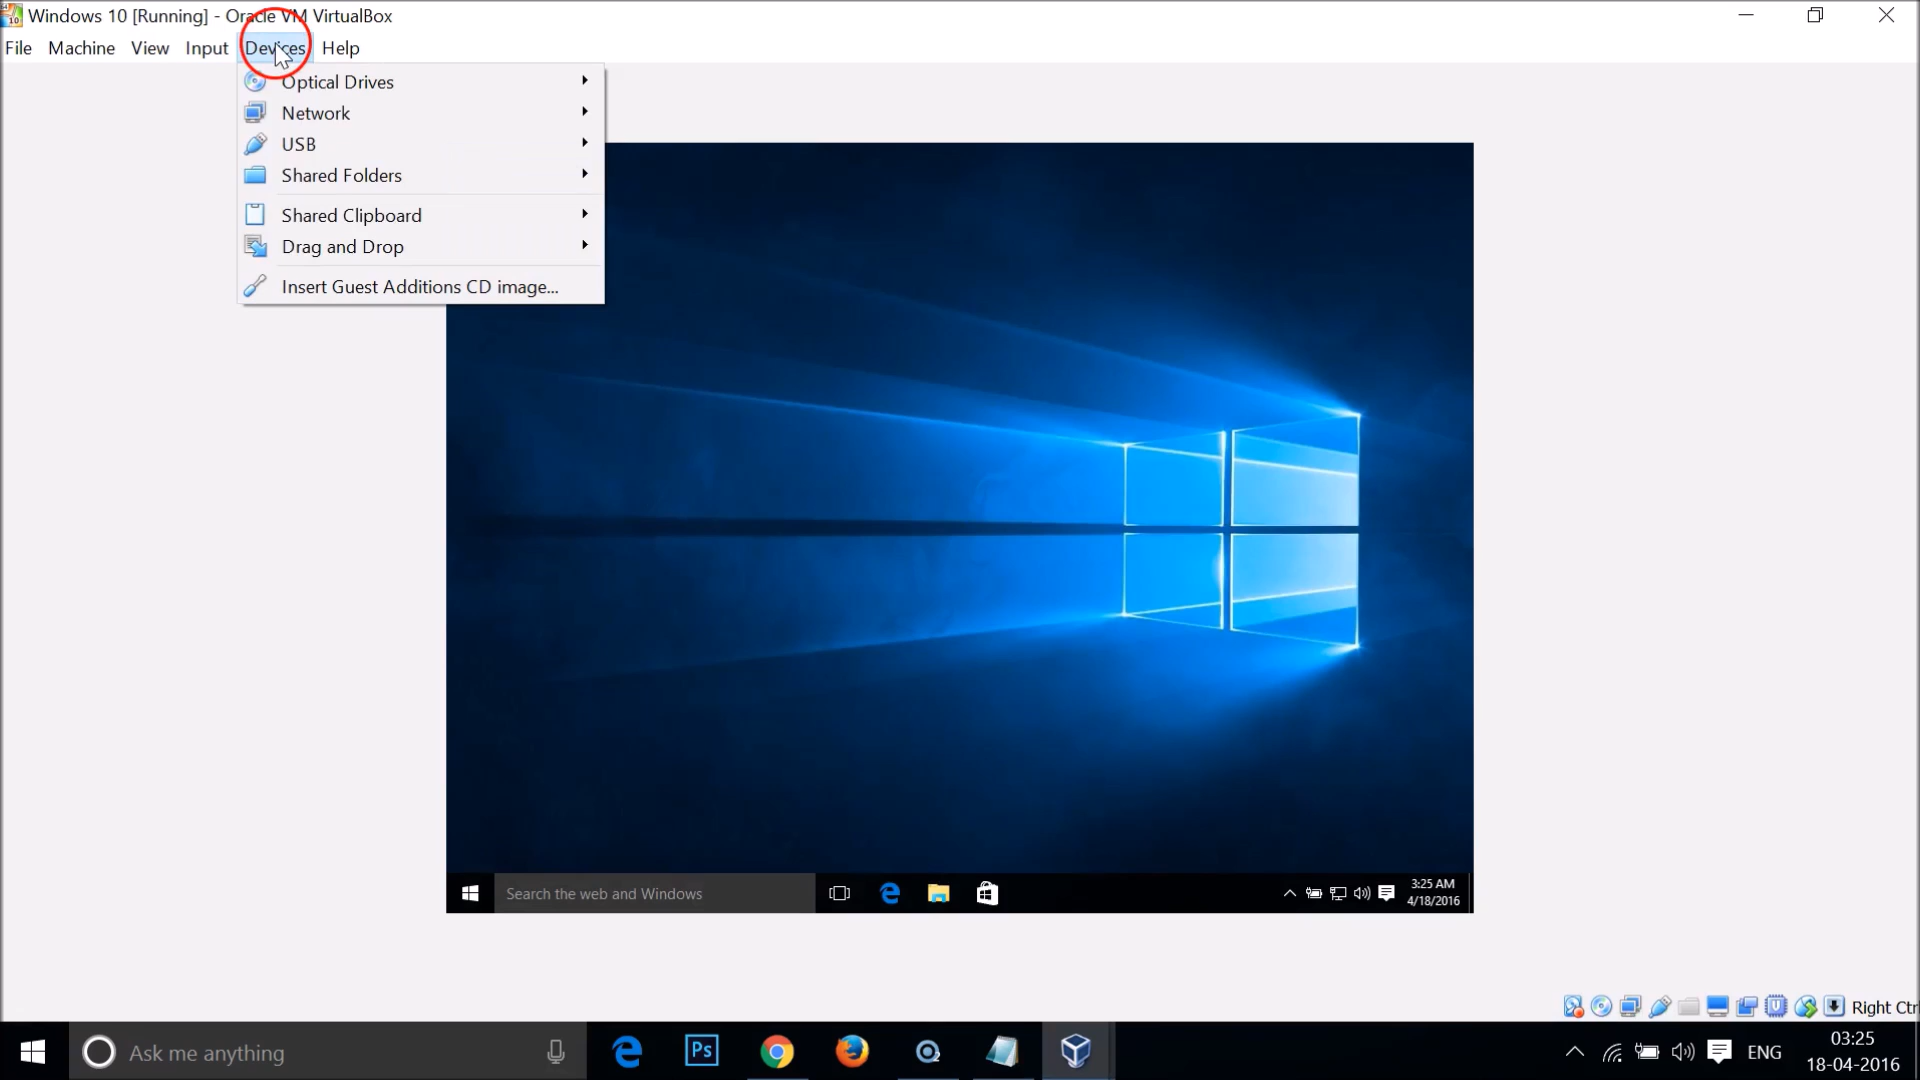 Windows 10 [Running] - Oracle VM VirtualBox
File Machine View Input Devices Help
Optical Drives
Network
USB
Shared Folders
Shared Clipboard
Drag and Drop
Insert Guest Additions CD image...
Search the web and Windows
3:25 AM
4/18/2016
Right Ctr
Ask me anything
Ps
ENG
03:25
18-04-2016